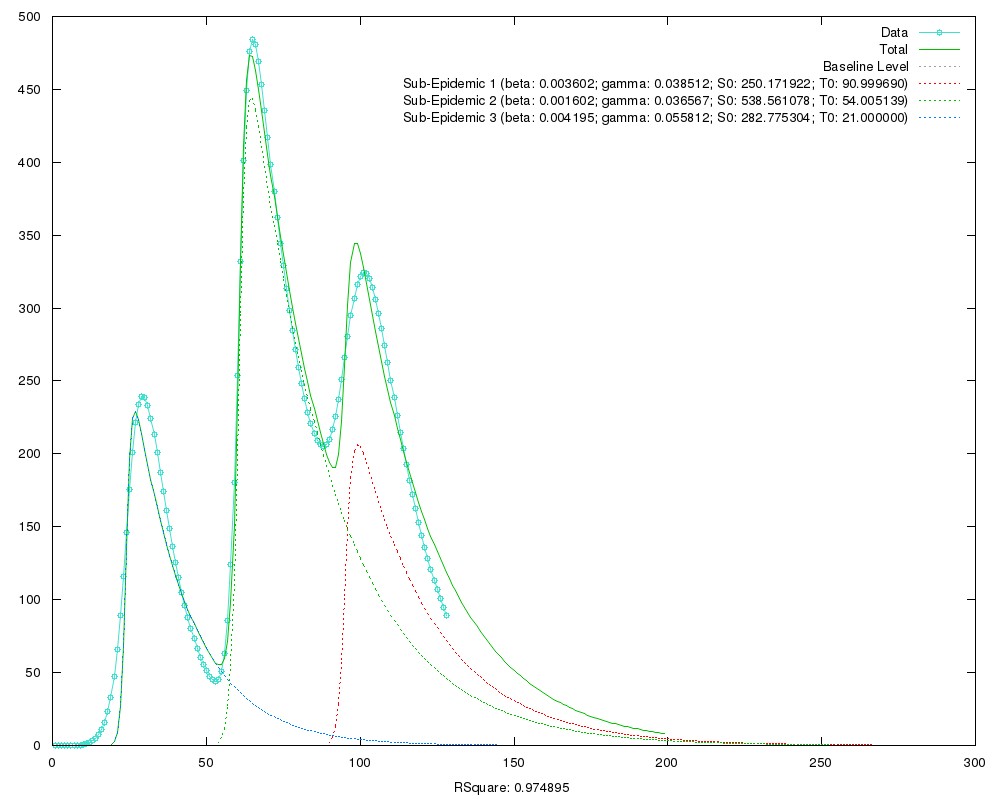 500
450
400
350
300
250
200
150
100
50
0
0 50 100 150 200 250 300
Data
Total
Baseline Level
Sub-Epidemic 1 (beta: 0.003602; gamma: 0.038512; S0: 250.171922; T0: 90.999690)
Sub-Epidemic 2 (beta: 0.001602; gamma: 0.036567; S0: 538.561078; T0: 54.005139)
Sub-Epidemic 3 (beta: 0.004195; gamma: 0.055812; S0: 282.775304; T0: 21.000000)
RSquare: 0.974895